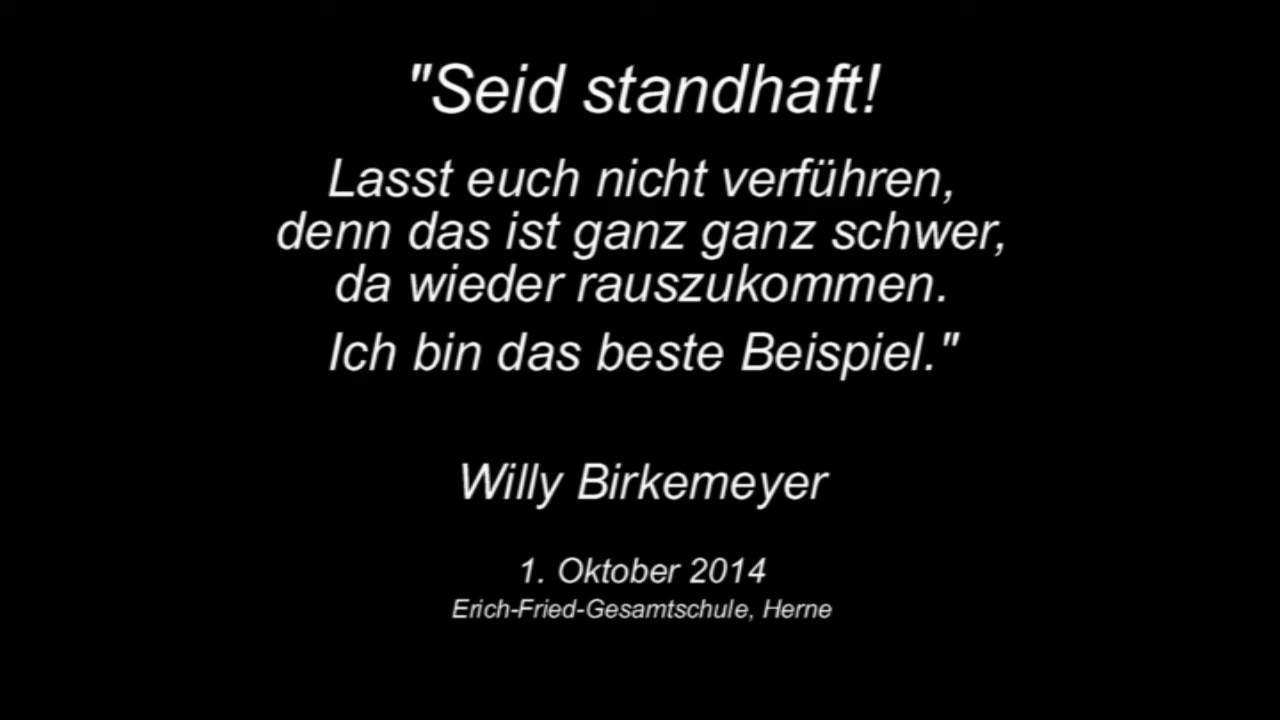 "Seid standhaft!
Lasst euch nicht verführen,
denn das ist ganz ganz schwer,
da wieder rauszukommen.
Ich bin das beste Beispiel."
Willy Birkemeyer
1. Oktober 2014
Erich-Fried-Gesamtschule, Herne